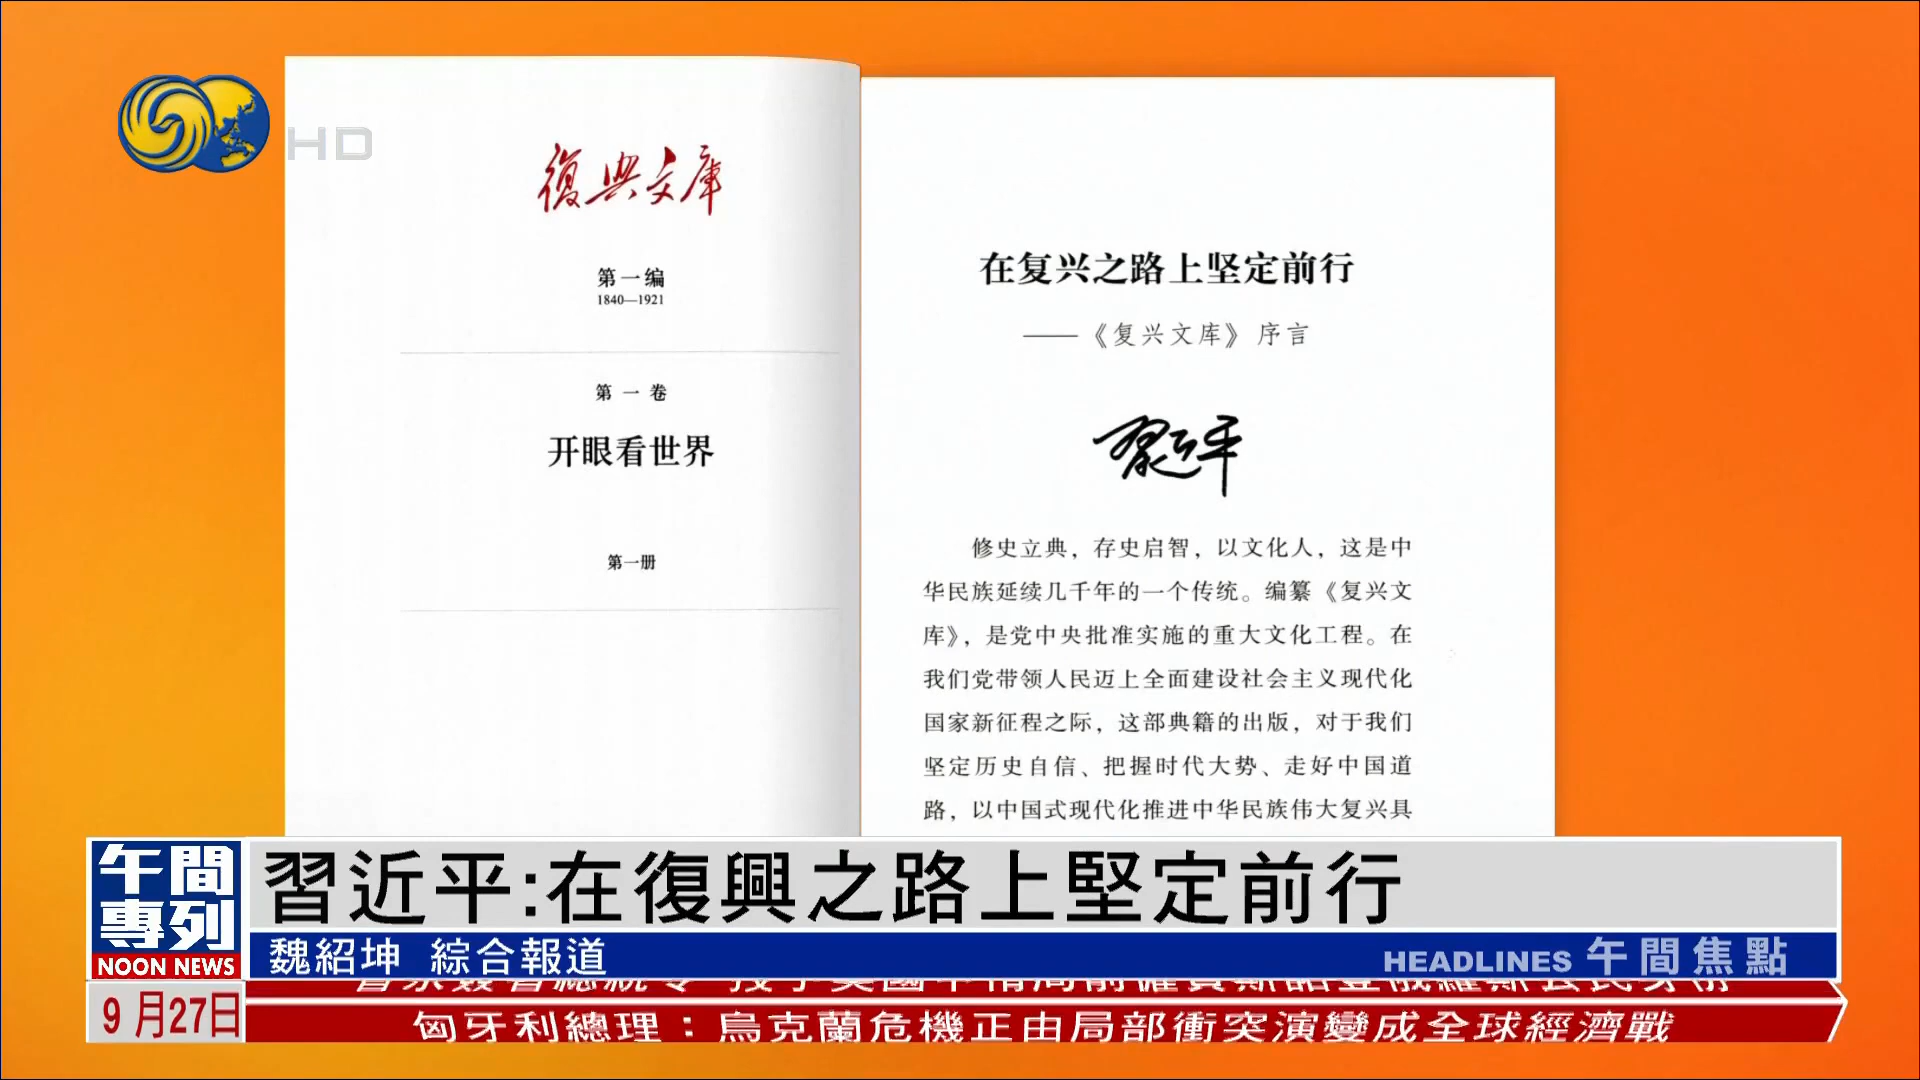 HD
復興文庫
第一编
1840—1921
第一卷
开眼看世界
第一册
在复兴之路上坚定前行
——《复兴文库》序言
习近平
修史立典，存史启智，以文化人，这是中
华民族延续几千年的一个传统。编纂《复兴文
库》，是党中央批准实施的重大文化工程。在
我们党带领人民迈上全面建设社会主义现代化
国家新征程之际，这部典籍的出版，对于我们
坚定历史自信、把握时代大势、走好中国道
路，以中国式现代化推进中华民族伟大复兴具
午間
專列
NOON NEWS
習近平:在復興之路上堅定前行
魏紹坤 綜合報道
HEADLINES 午間焦點
9月27日
匈牙利總理：烏克蘭危機正由局部衝突演變成全球經濟戰